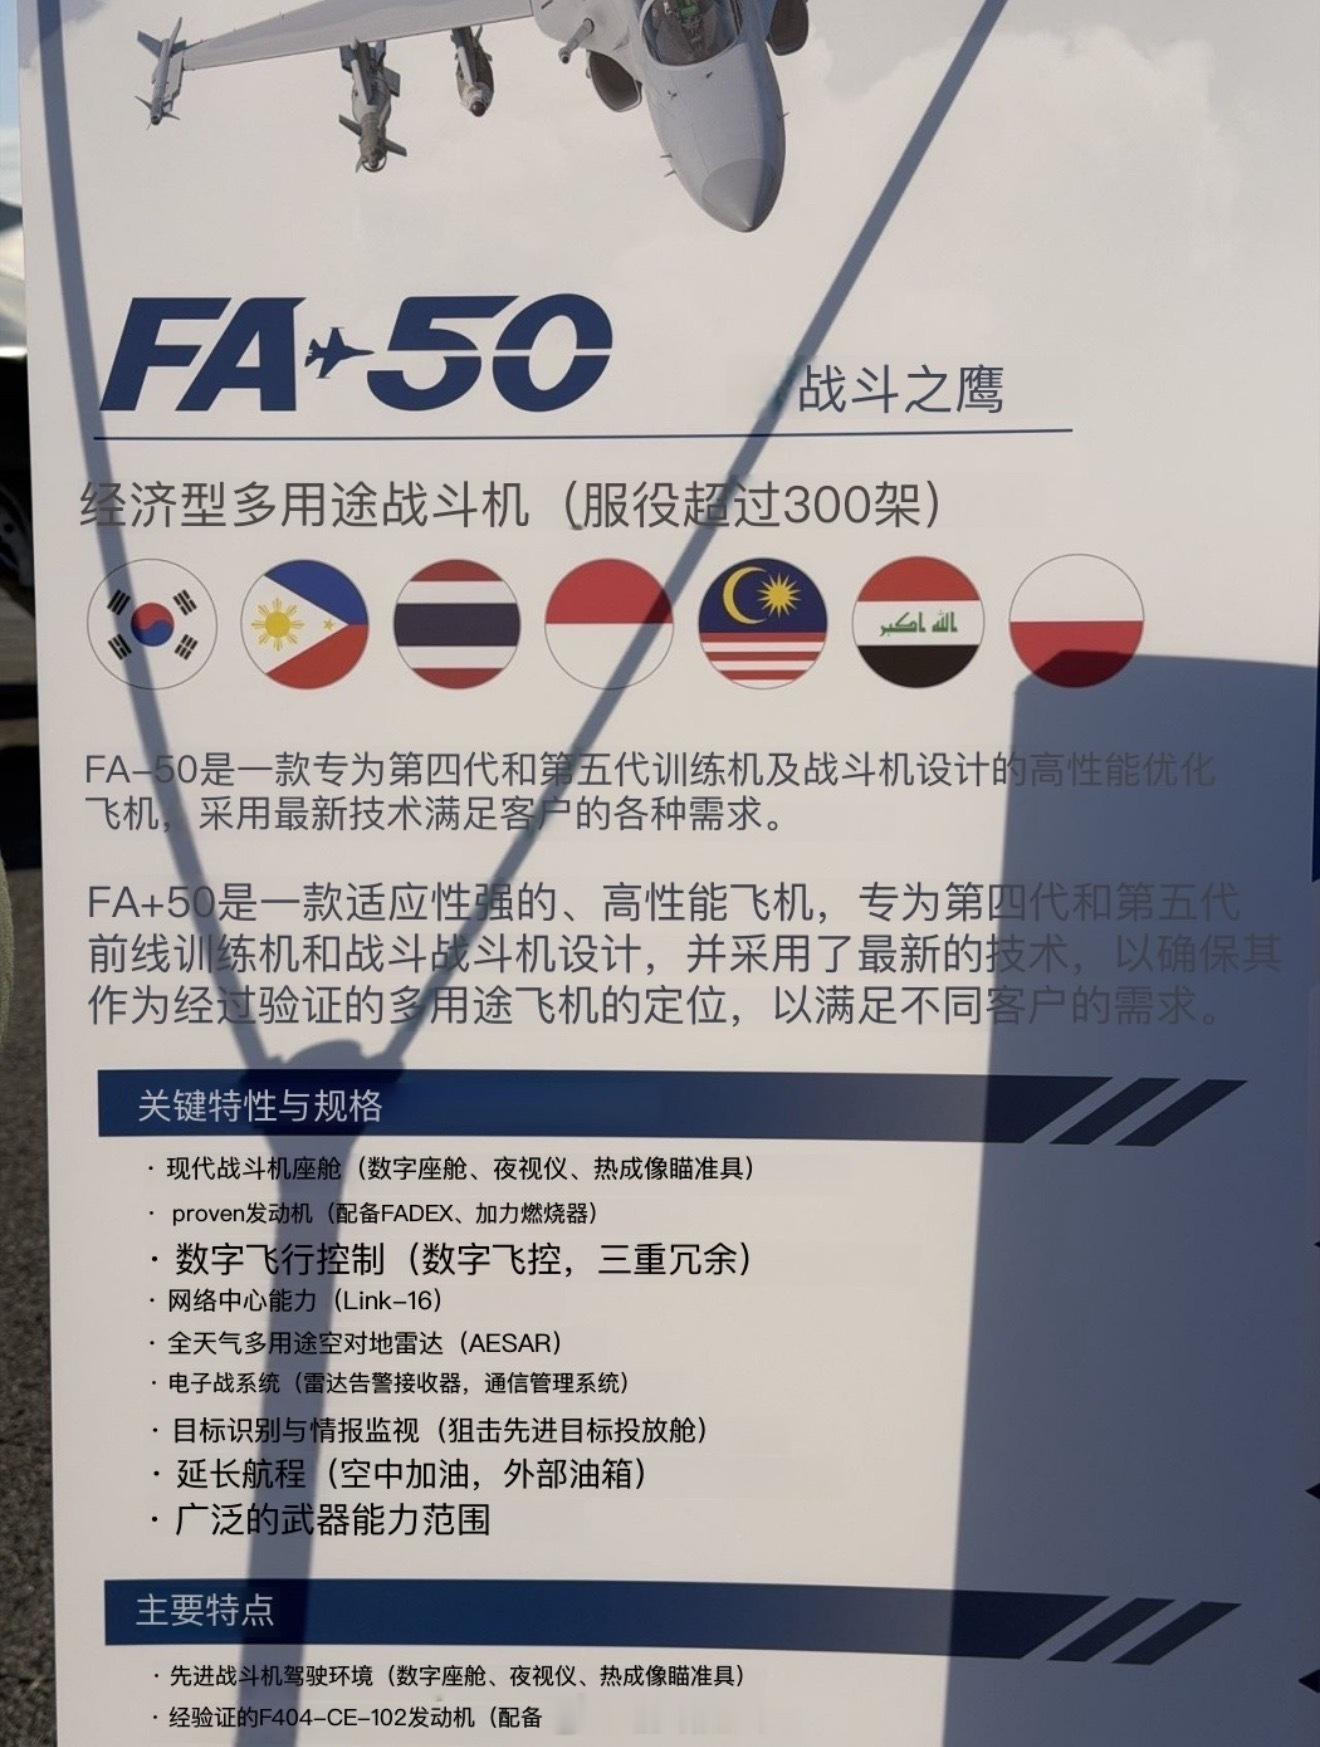 FA-50
战斗之鹰
经济型多用途战斗机（服役超过300架）
الله اكبر
FA-50是一款专为第四代和第五代训练机及战斗机设计的高性能优化
飞机，采用最新技术满足客户的各种需求。
FA+50是一款适应性强的、高性能飞机，专为第四代和第五代
前线训练机和战斗战斗机设计，并采用了最新的技术，以确保其
作为经过验证的多用途飞机的定位，以满足不同客户的需求。
关键特性与规格
· 现代战斗机座舱（数字座舱、夜视仪、热成像瞄准具）
· proven发动机（配备FADEX、加力燃烧器）
· 数字飞行控制（数字飞控，三重冗余）
· 网络中心能力（Link-16）
· 全天气多用途空对地雷达（AESAR）
· 电子战系统（雷达告警接收器，通信管理系统）
· 目标识别与情报监视（狙击先进目标投放舱）
· 延长航程（空中加油，外部油箱）
· 广泛的武器能力范围
主要特点
· 先进战斗机驾驶环境（数字座舱、夜视仪、热成像瞄准具）
· 经验证的F404-CE-102发动机（配备